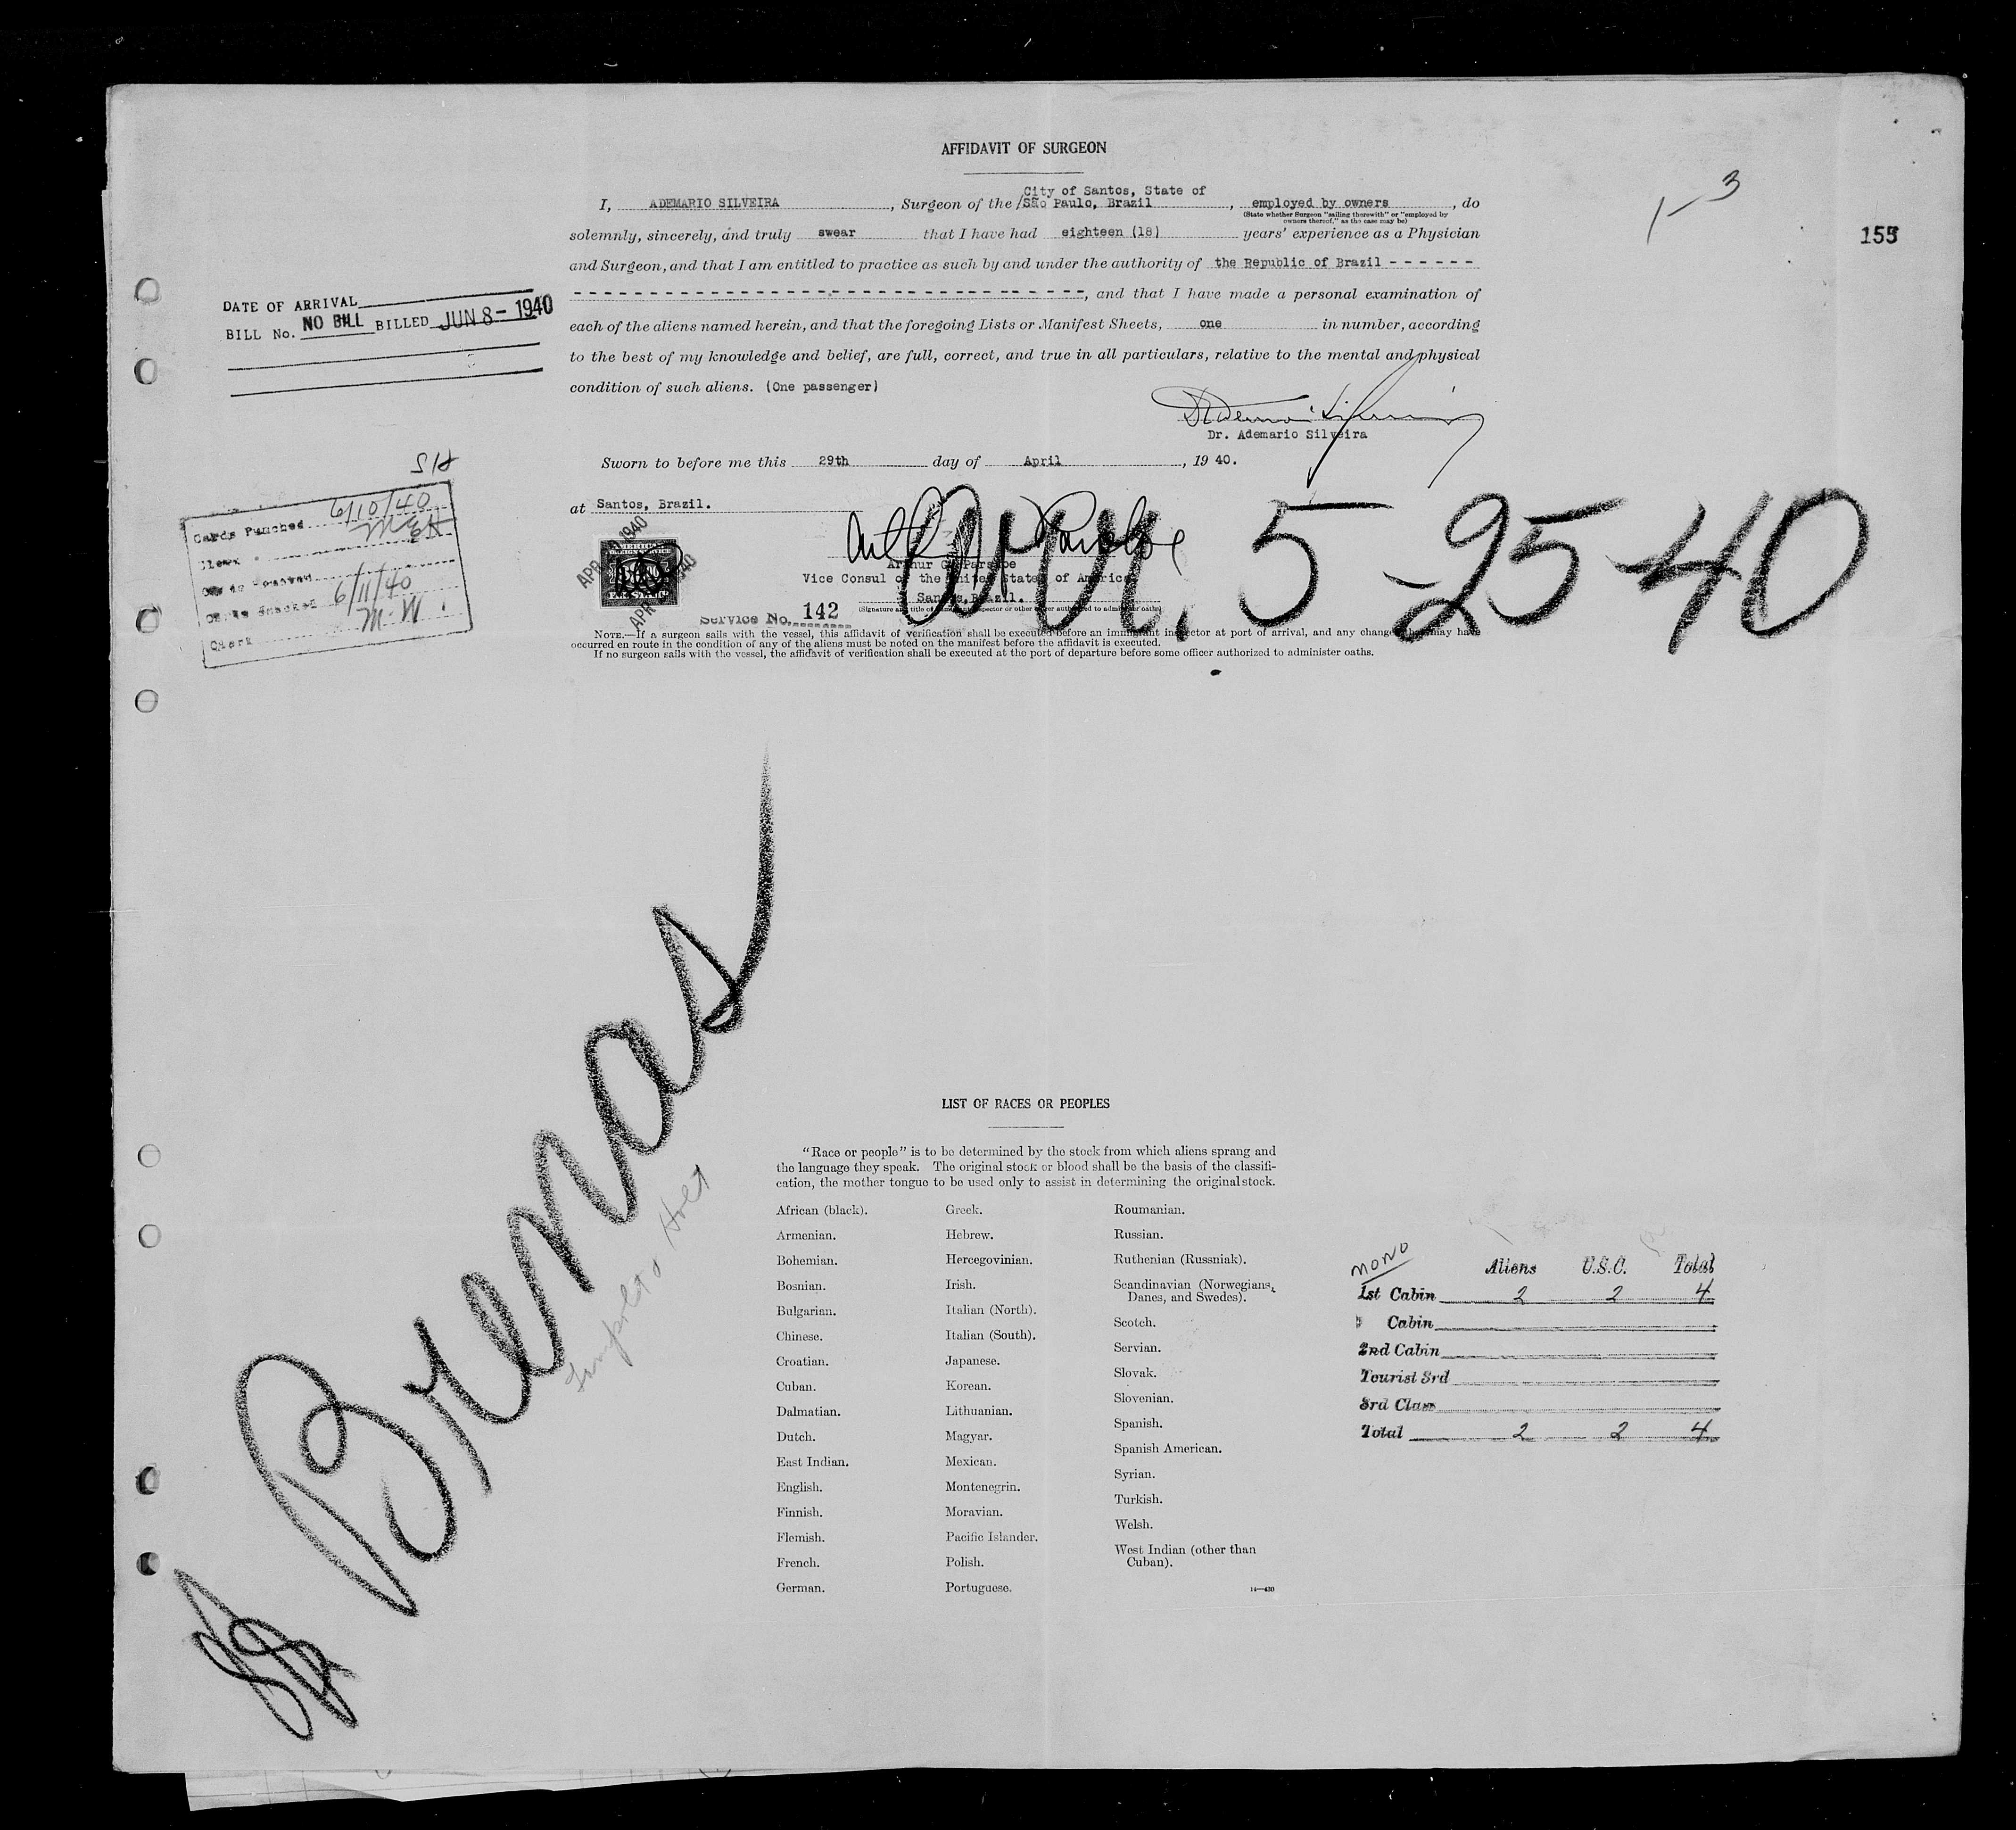 AFFIDAVIT OF SURGEON
I, ADEMARIO SILVEIRA, Surgeon of the / City of Santos, State of São Paulo, Brazil, employed by owners, do
(State whether Surgeon "sailing therewith" or "employed by owners thereof," as the case may be)
solemnly, sincerely, and truly swear that I have had eighteen (18) years' experience as a Physician
and Surgeon, and that I am entitled to practice as such by and under the authority of the Republic of Brazil - - - - - -
, and that I have made a personal examination of
each of the aliens named herein, and that the foregoing Lists or Manifest Sheets, one in number, according
to the best of my knowledge and belief, are full, correct, and true in all particulars, relative to the mental and physical
condition of such aliens. (One passenger)
Dr. Ademario Silveira
Sworn to before me this 29th day of April, 1940.
at Santos, Brazil.
1-3
155
DATE OF ARRIVAL
BILL No. NO BILL BILLED JUN 8 - 1940
Cards Punched 6/10/40
6/11/40
M.M.
Clerk
APR 1940
Arr. 5-25-40
Vice Consul of the United States of America
Santos, Brazil.
Service No. 142
NOTE.—If a surgeon sails with the vessel, this affidavit of verification shall be executed before an immigrant inspector at port of arrival, and any change that may have
occurred en route in the condition of any of the aliens must be noted on the manifest before the affidavit is executed.
If no surgeon sails with the vessel, the affidavit of verification shall be executed at the port of departure before some officer authorized to administer oaths.
SS Brenas
LIST OF RACES OR PEOPLES
"Race or people" is to be determined by the stock from which aliens sprang and
the language they speak. The original stock or blood shall be the basis of the classifi-
cation, the mother tongue to be used only to assist in determining the original stock.
African (black).
Armenian.
Bohemian.
Bosnian.
Bulgarian.
Chinese.
Croatian.
Cuban.
Dalmatian.
Dutch.
East Indian.
English.
Finnish.
Flemish.
French.
German.
Greek.
Hebrew.
Hercegovinian.
Irish.
Italian (North).
Italian (South).
Japanese.
Korean.
Lithuanian.
Magyar.
Mexican.
Montenegrin.
Moravian.
Pacific Islander.
Polish.
Portuguese.
Roumanian.
Russian.
Ruthenian (Russniak).
Scandinavian (Norwegians,
Danes, and Swedes).
Scotch.
Servian.
Slovak.
Slovenian.
Spanish.
Spanish American.
Syrian.
Turkish.
Welsh.
West Indian (other than
Cuban).
14—430
MONO
Aliens U.S.C. Total
1st Cabin 2 2 4
Cabin
2nd Cabin
Tourist 3rd
3rd Class
Total 2 2 4